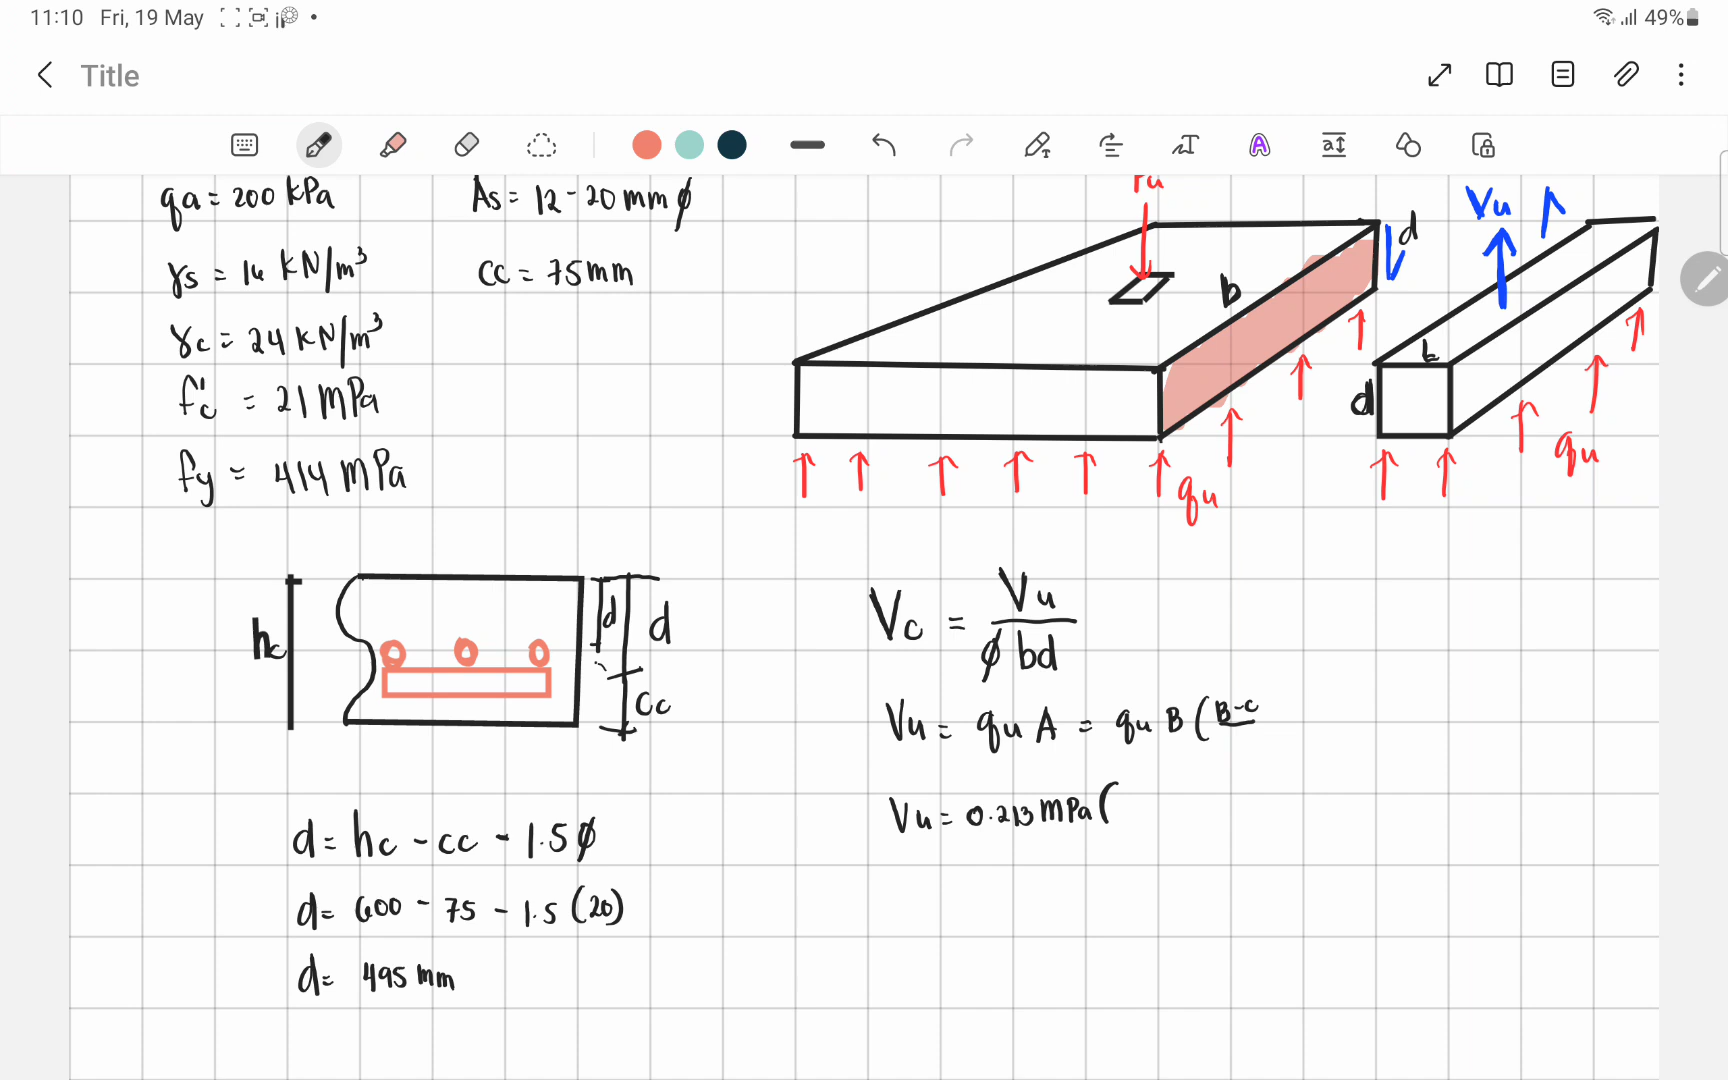 11:10 Fri, 19 May
49%
Title
qa = 200 kPa
As = 12 - 20 mm ϕ
γs = 16 kN/m³
cc = 75 mm
γc = 24 kN/m³
f'c = 21 MPa
fy = 414 MPa
Pu
b
d
qu
Vu
d
qu
hc
d
d
cc
Vc = Vu / ϕ bd
Vu = qu A = qu B ( B-c
Vu = 0.213 MPa (
d = hc - cc - 1.5 ϕ
d = 600 - 75 - 1.5 (20)
d = 495 mm